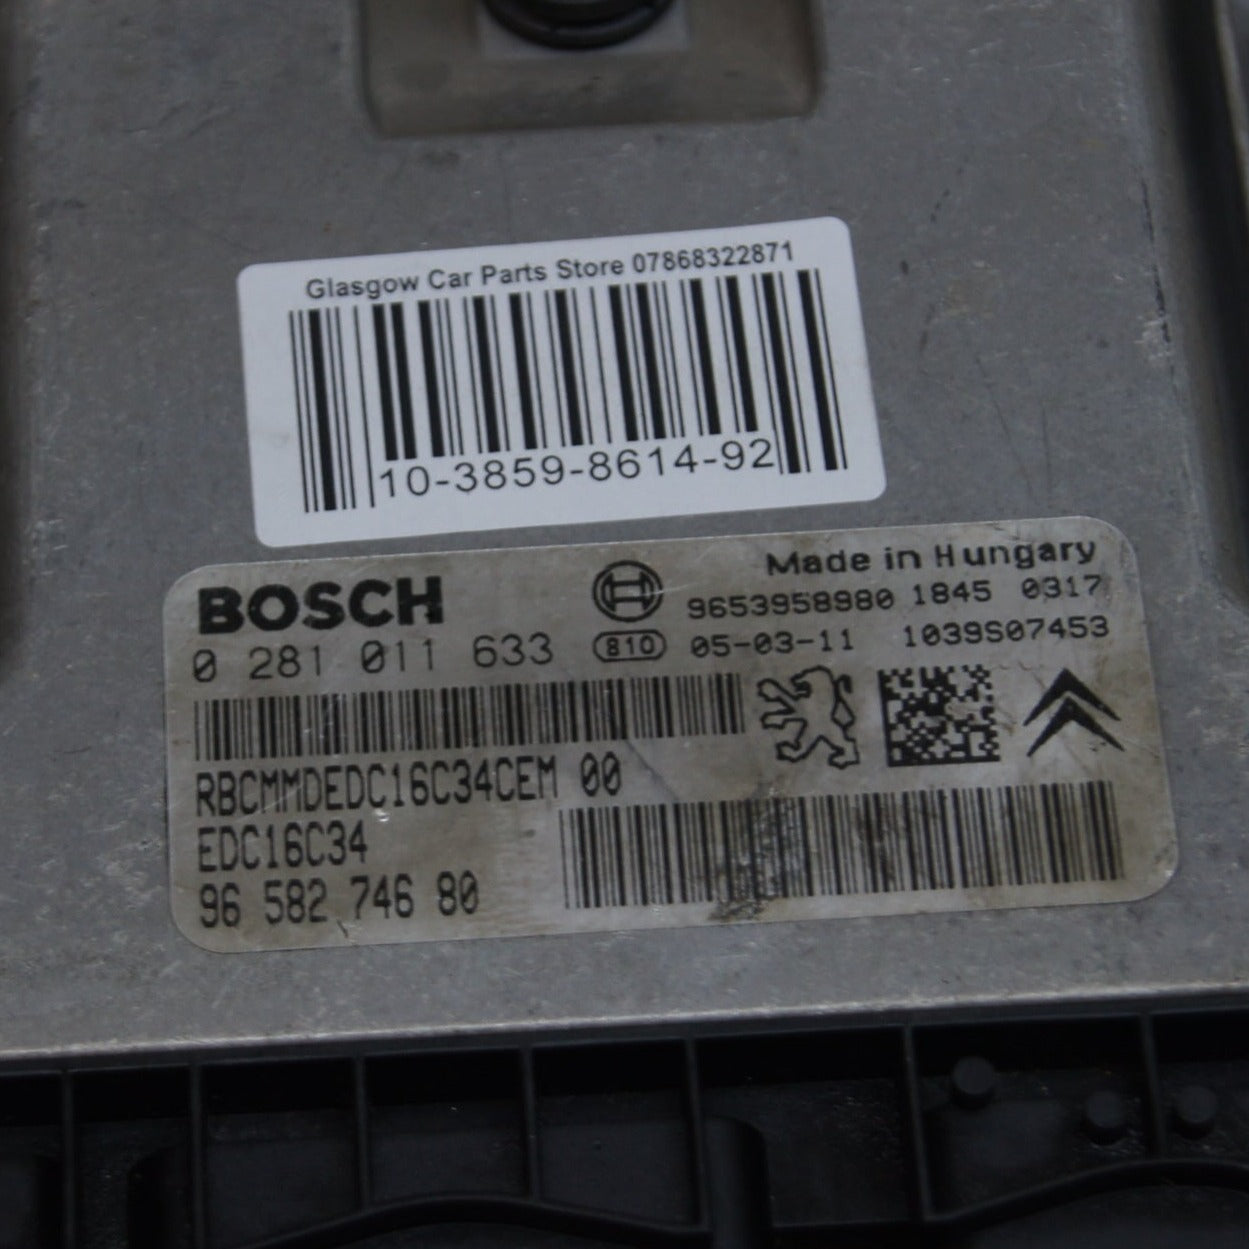 Glasgow Car Parts Store 07868322871
10-3859-8614-92
BOSCH
Made in Hungary
9653958980 1845 0317
0 281 011 633
810 05-03-11 1039S07453
RBCMMDEDC16C34CEM 00
EDC16C34
96 582 746 80